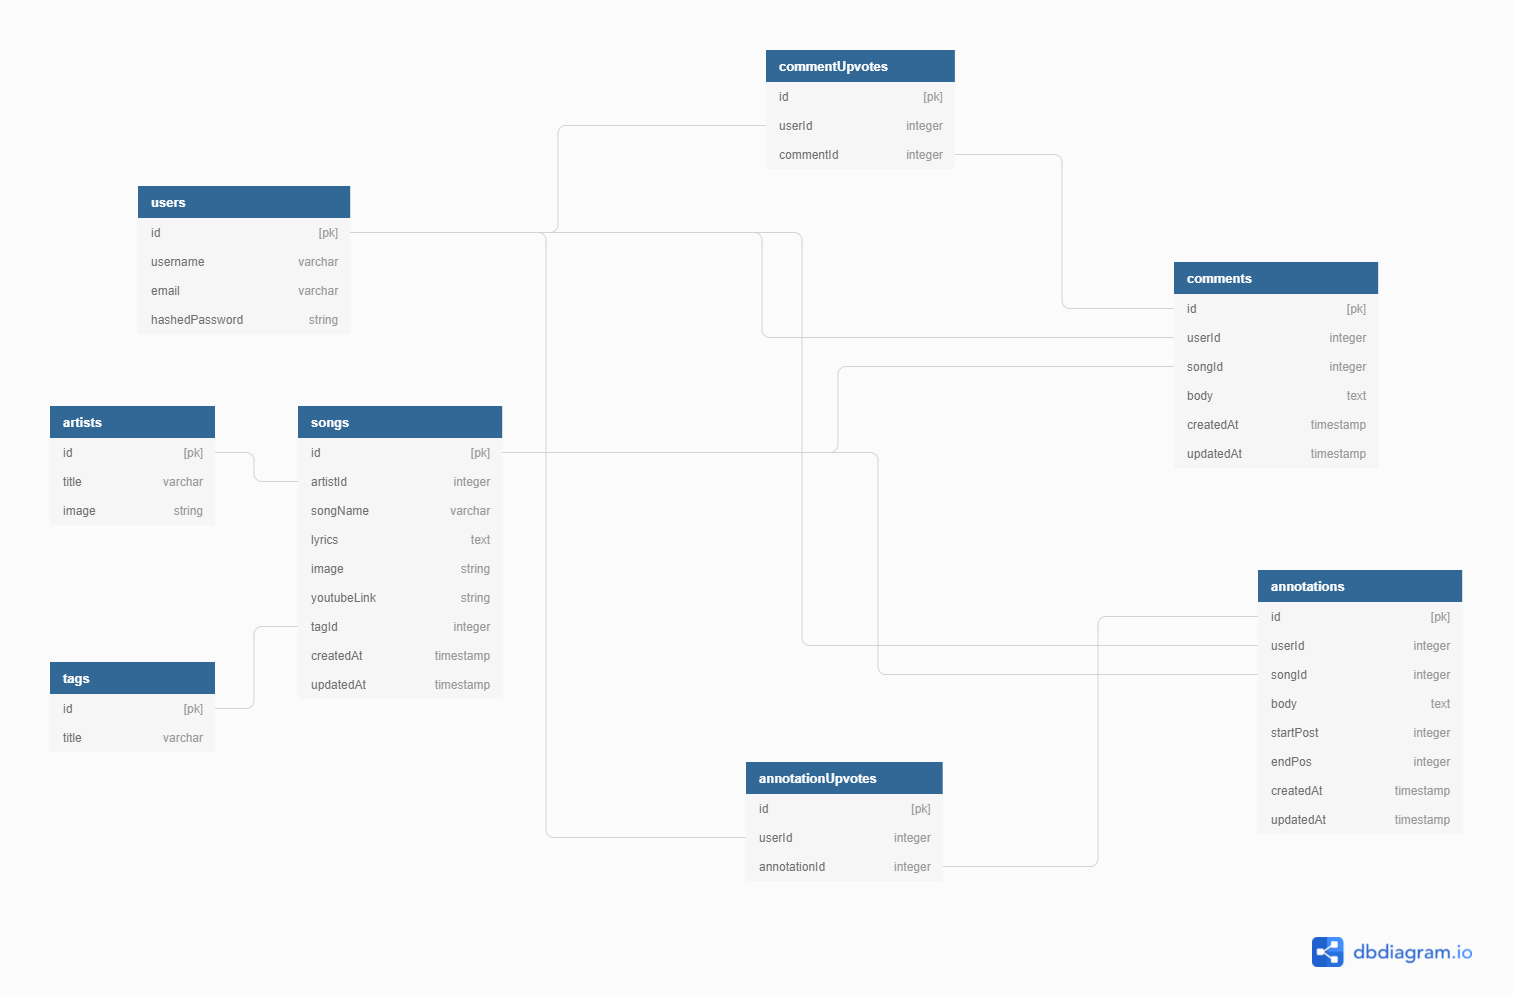 commentUpvotes
id [pk]
userId integer
commentId integer
users
id [pk]
username varchar
email varchar
hashedPassword string
comments
id [pk]
userId integer
songId integer
body text
createdAt timestamp
updatedAt timestamp
artists
id [pk]
title varchar
image string
songs
id [pk]
artistId integer
songName varchar
lyrics text
image string
youtubeLink string
tagId integer
createdAt timestamp
updatedAt timestamp
tags
id [pk]
title varchar
annotations
id [pk]
userId integer
songId integer
body text
startPost integer
endPos integer
createdAt timestamp
updatedAt timestamp
annotationUpvotes
id [pk]
userId integer
annotationId integer
dbdiagram.io